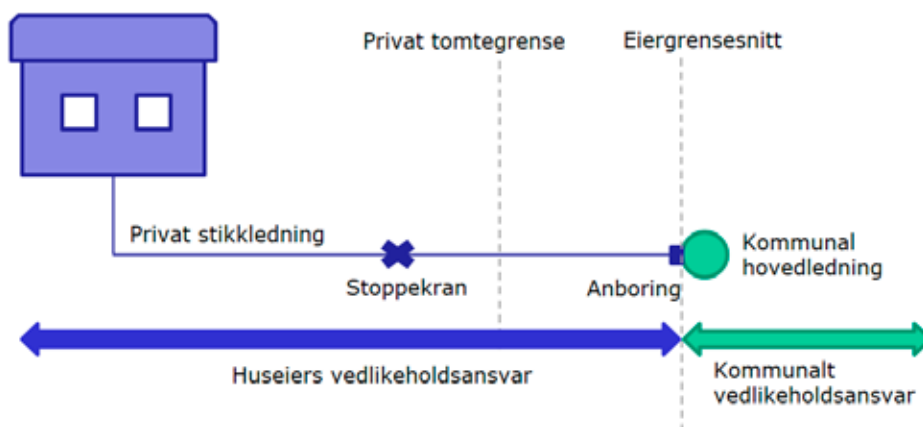 Privat tomtegrense
Eiergrensesnitt
Privat stikkledning
Stoppekran
Anboring
Kommunal
hovedledning
Huseiers vedlikeholdsansvar
Kommunalt
vedlikeholdsansvar